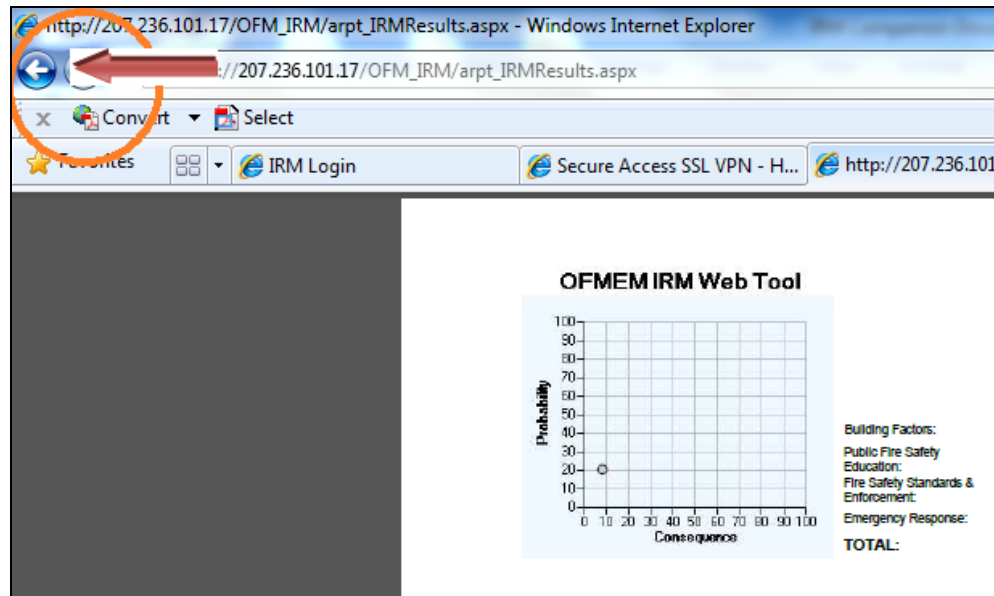 http://207.236.101.17/OFM_IRM/arpt_IRMResults.aspx - Windows Internet Explorer
://207.236.101.17/OFM_IRM/arpt_IRMResults.aspx
x Convert Select
Favorites IRM Login Secure Access SSL VPN - H... http://207.236.101
OFMEM IRM Web Tool
100
90
80
70
60
50
40
30
20
10
0
Probability
0 10 20 30 40 50 60 70 80 90 100
Consequence
Building Factors:
Public Fire Safety
Education:
Fire Safety Standards &
Enforcement:
Emergency Response:
TOTAL: